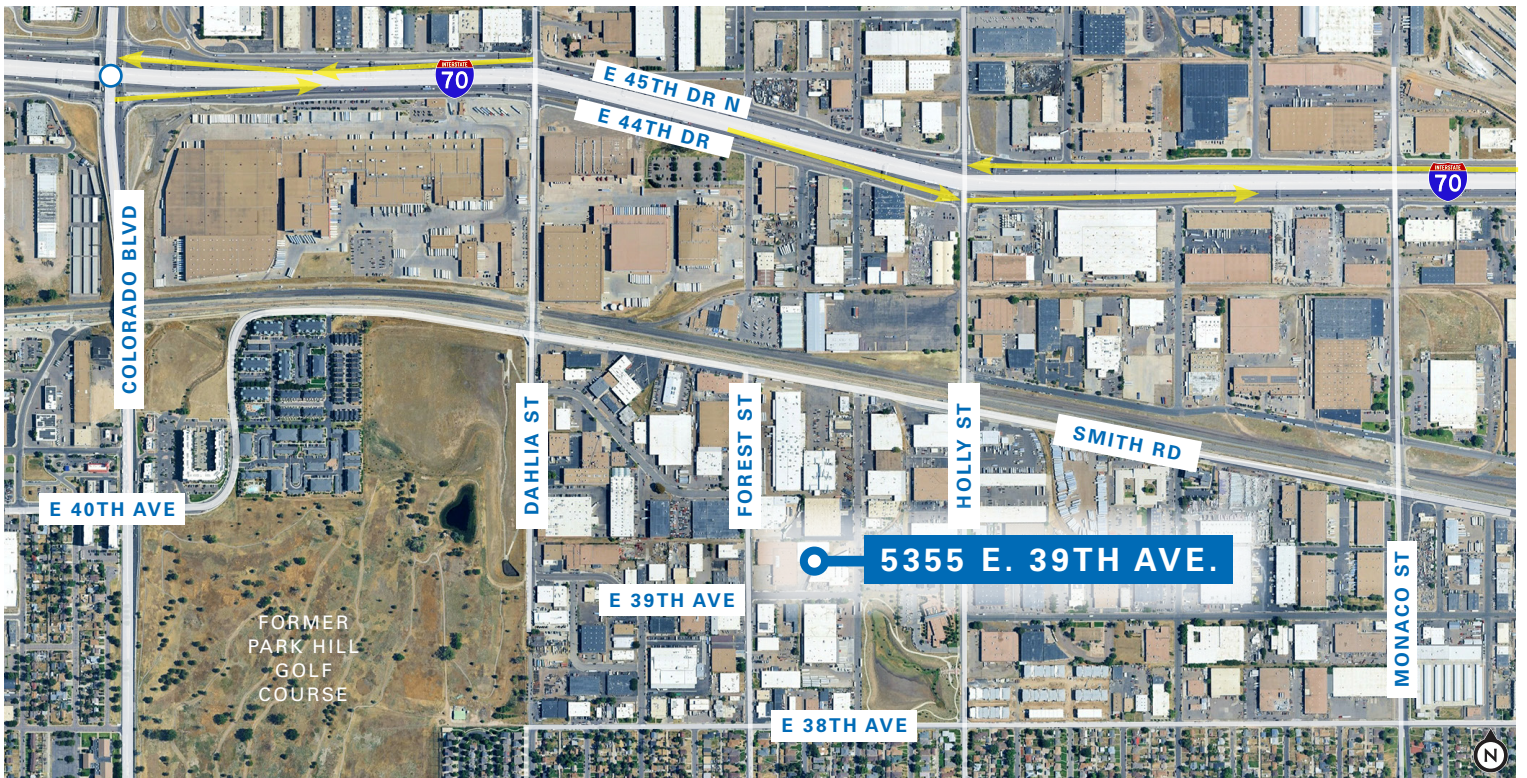 INTERSTATE
70
E 45TH DR N
E 44TH DR
INTERSTATE
70
COLORADO BLVD
DAHLIA ST
FOREST ST
HOLLY ST
SMITH RD
E 40TH AVE
5355 E. 39TH AVE.
E 39TH AVE
MONACO ST
FORMER
PARK HILL
GOLF
COURSE
E 38TH AVE
N